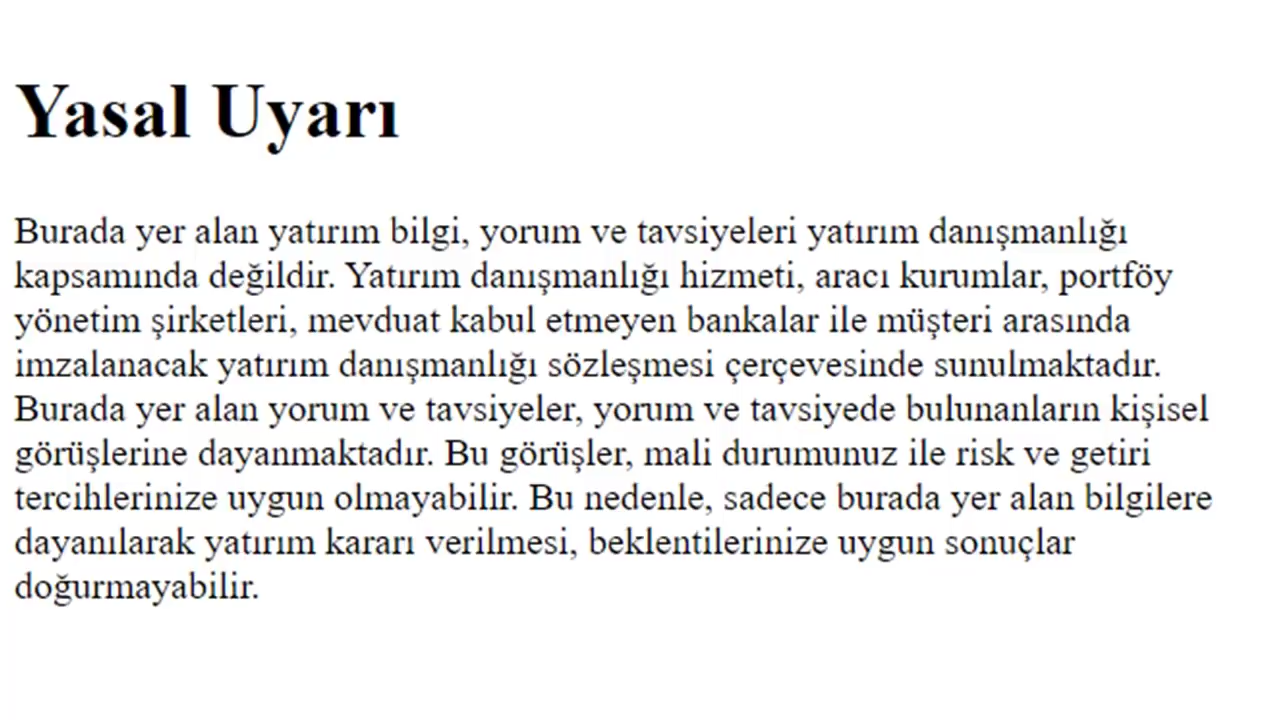 Yasal Uyarı
Burada yer alan yatırım bilgi, yorum ve tavsiyeleri yatırım danışmanlığı
kapsamında değildir. Yatırım danışmanlığı hizmeti, aracı kurumlar, portföy
yönetim şirketleri, mevduat kabul etmeyen bankalar ile müşteri arasında
imzalanacak yatırım danışmanlığı sözleşmesi çerçevesinde sunulmaktadır.
Burada yer alan yorum ve tavsiyeler, yorum ve tavsiyede bulunanların kişisel
görüşlerine dayanmaktadır. Bu görüşler, mali durumunuz ile risk ve getiri
tercihlerinize uygun olmayabilir. Bu nedenle, sadece burada yer alan bilgilere
dayanılarak yatırım kararı verilmesi, beklentilerinize uygun sonuçlar
doğurmayabilir.